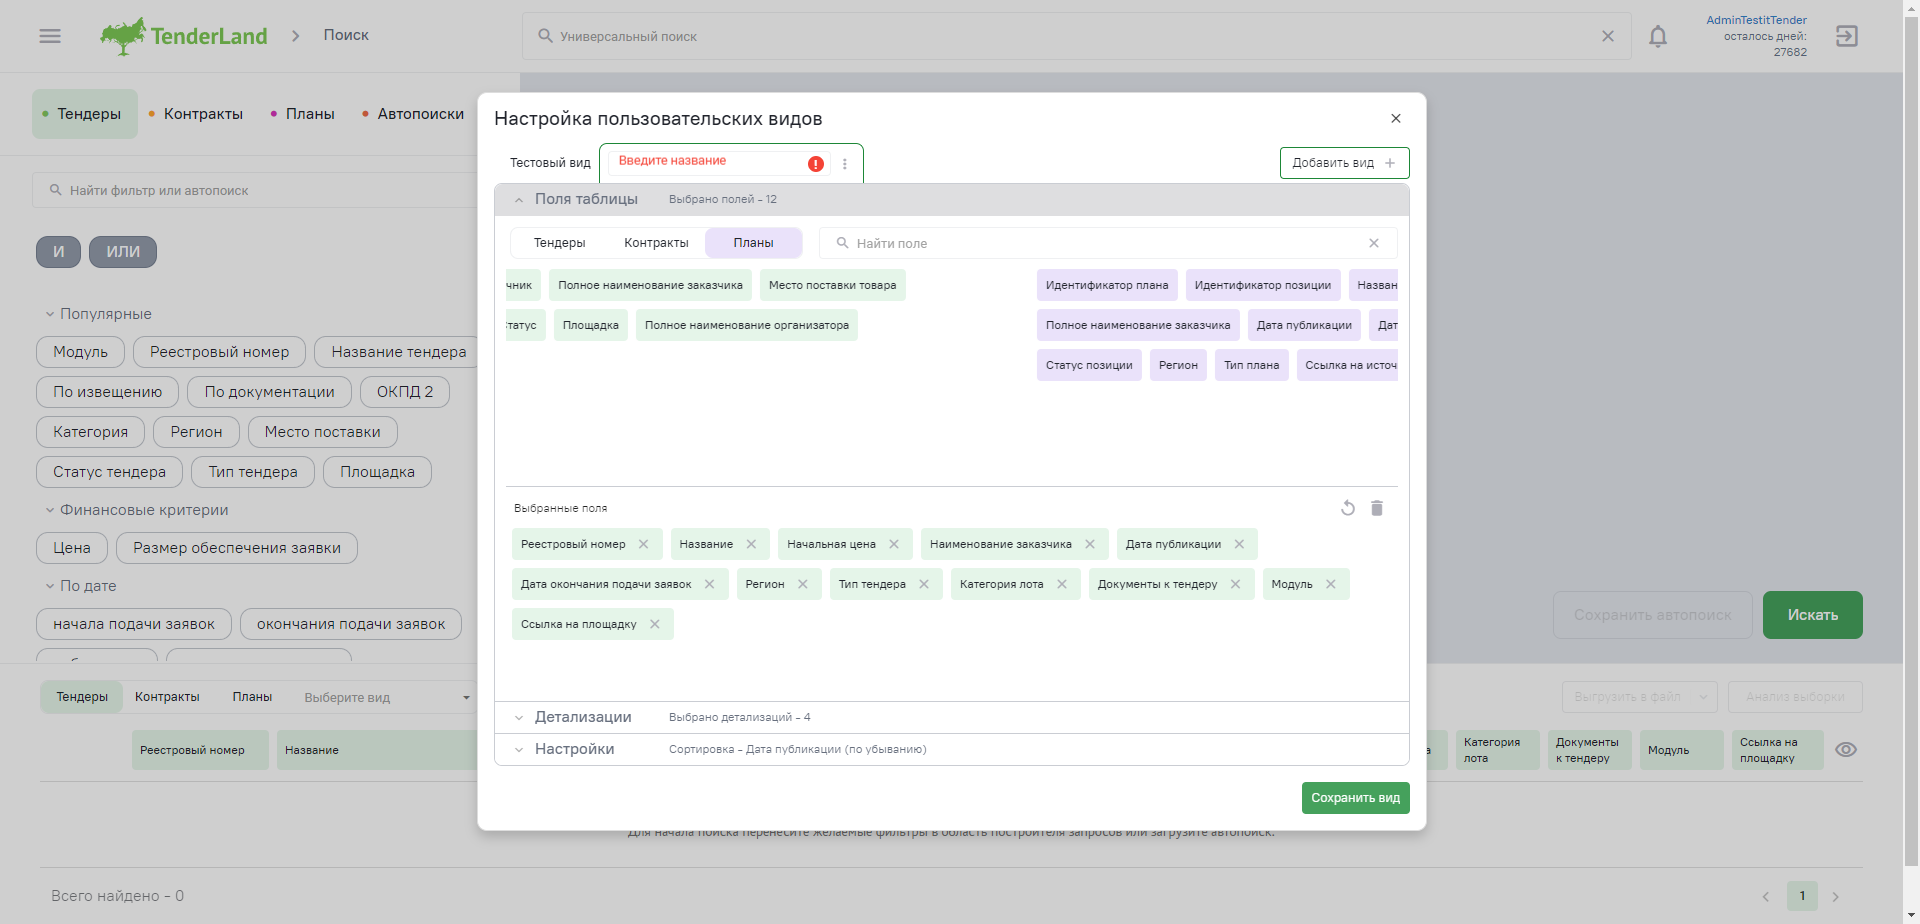 TenderLand
Поиск
Универсальный поиск
AdminTestitTender
осталось дней:
27682
Тендеры
Контракты
Планы
Автопоиски
Найти фильтр или автопоиск
И
ИЛИ
Популярные
Модуль
Реестровый номер
Название тендера
По извещению
По документации
ОКПД 2
Категория
Регион
Место поставки
Статус тендера
Тип тендера
Площадка
Финансовые критерии
Цена
Размер обеспечения заявки
По дате
начала подачи заявок
окончания подачи заявок
Сохранить автопоиск
Искать
Настройка пользовательских видов
Тестовый вид
Введите название
Добавить вид
Поля таблицы
Выбрано полей - 12
Тендеры
Контракты
Планы
Найти поле
чник
Полное наименование заказчика
Место поставки товара
Идентификатор плана
Идентификатор позиции
Назван
татус
Площадка
Полное наименование организатора
Полное наименование заказчика
Дата публикации
Дат
Статус позиции
Регион
Тип плана
Ссылка на источ
Выбранные поля
Реестровый номер
Название
Начальная цена
Наименование заказчика
Дата публикации
Дата окончания подачи заявок
Регион
Тип тендера
Категория лота
Документы к тендеру
Модуль
Ссылка на площадку
Детализации
Выбрано детализаций - 4
Настройки
Сортировка - Дата публикации (по убыванию)
Сохранить вид
Тендеры
Контракты
Планы
Выберите вид
Выгрузить в файл
Анализ выборки
Реестровый номер
Название
а
Категория
лота
Документы
к тендеру
Модуль
Ссылка на
площадку
Для начала поиска перенесите желаемые фильтры в область построителя запросов или загрузите автопоиск.
Всего найдено - 0
1